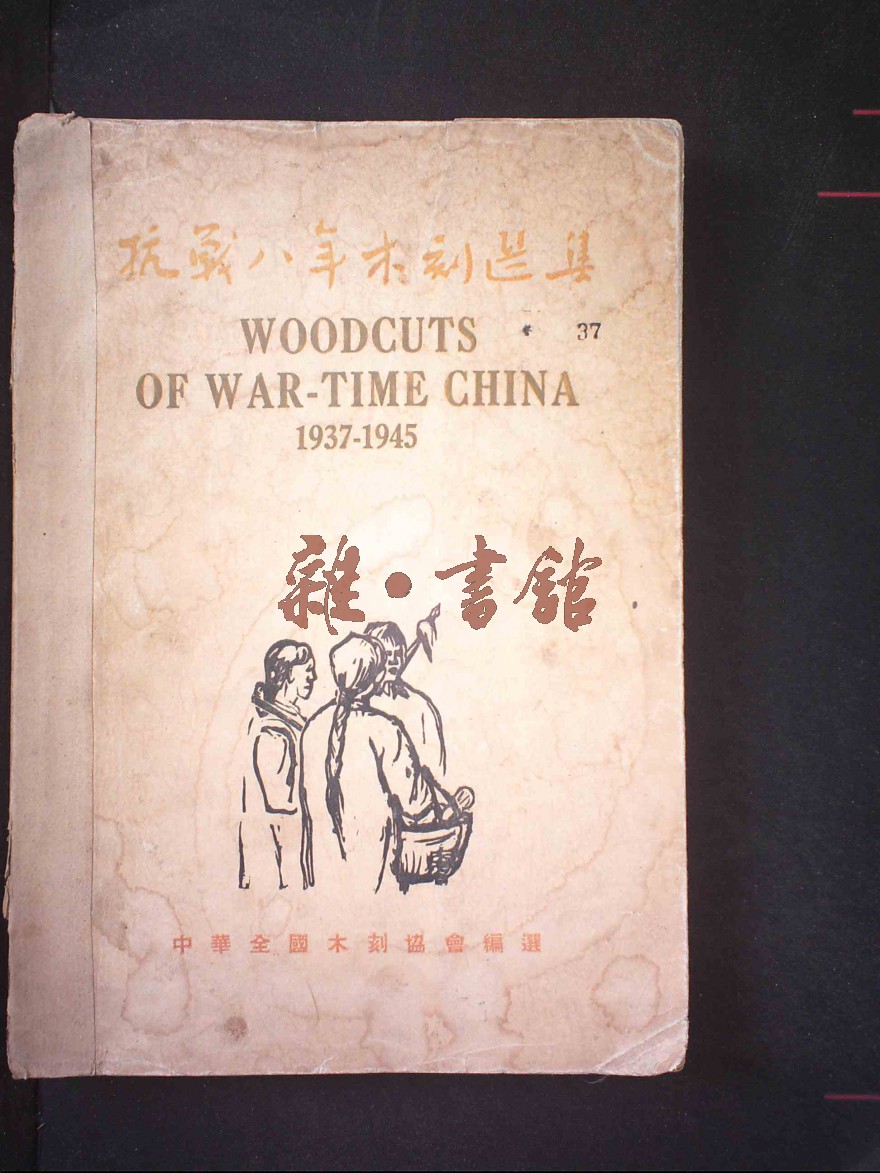 抗戰八年木刻選集
WOODCUTS
37
OF WAR-TIME CHINA
1937-1945
雜·書館
中華全國木刻協會編選